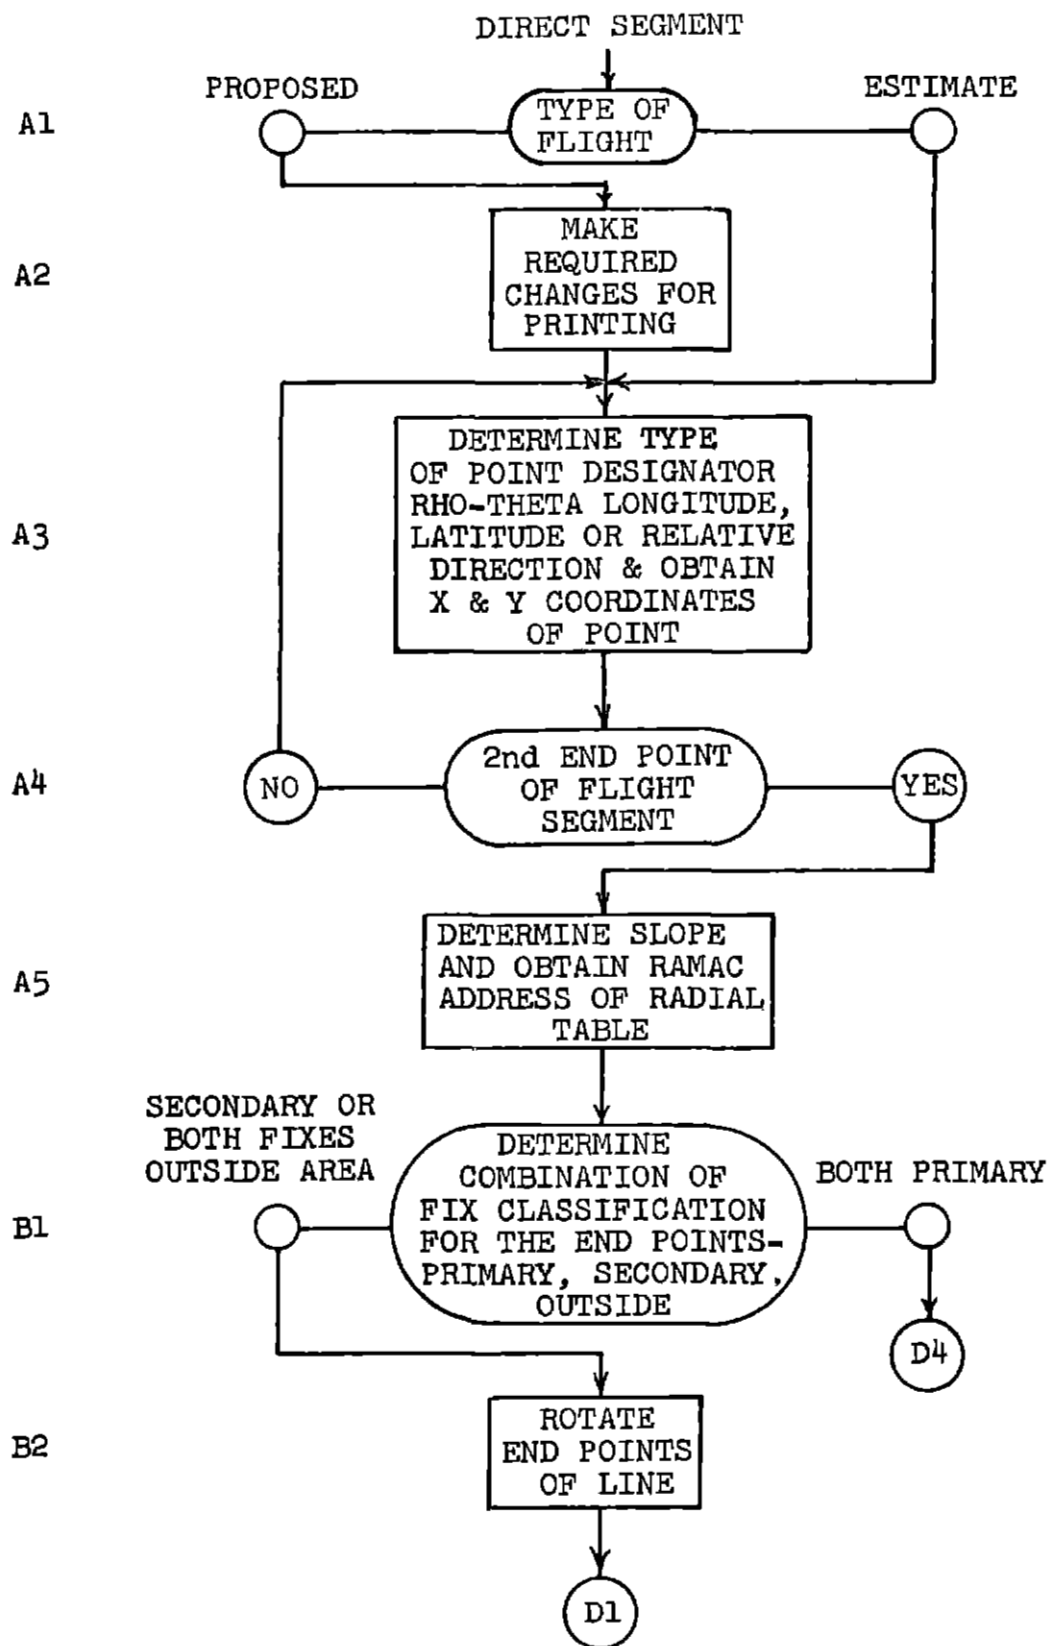 DIRECT SEGMENT
PROPOSED
ESTIMATE
A1
TYPE OF
FLIGHT
A2
MAKE
REQUIRED
CHANGES FOR
PRINTING
A3
DETERMINE TYPE
OF POINT DESIGNATOR
RHO-THETA LONGITUDE,
LATITUDE OR RELATIVE
DIRECTION & OBTAIN
X & Y COORDINATES
OF POINT
A4
NO
2nd END POINT
OF FLIGHT
SEGMENT
YES
A5
DETERMINE SLOPE
AND OBTAIN RAMAC
ADDRESS OF RADIAL
TABLE
SECONDARY OR
BOTH FIXES
OUTSIDE AREA
B1
DETERMINE
COMBINATION OF
FIX CLASSIFICATION
FOR THE END POINTS-
PRIMARY, SECONDARY,
OUTSIDE
BOTH PRIMARY
D4
B2
ROTATE
END POINTS
OF LINE
D1